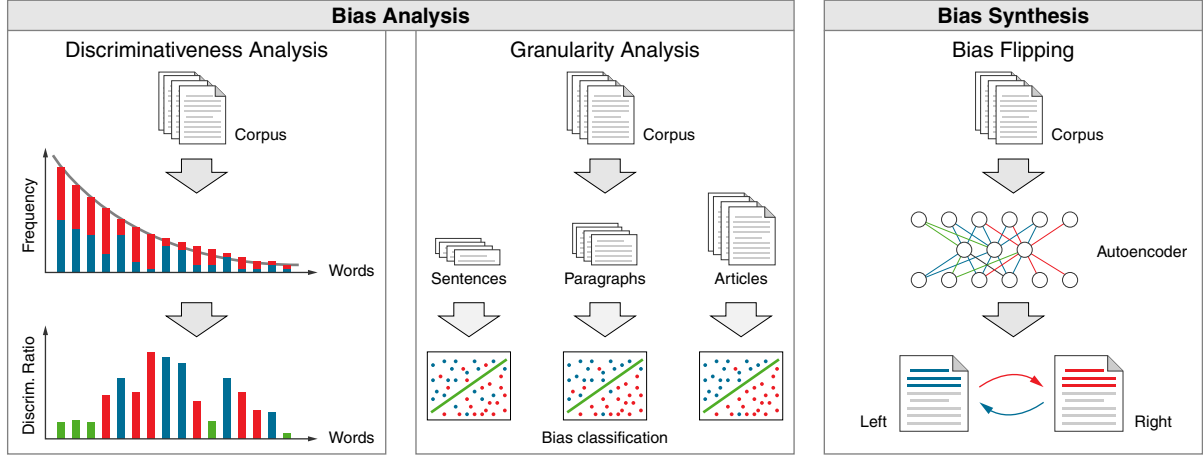 Bias Analysis
Discriminativeness Analysis
Corpus
Frequency
Words
Discrim. Ratio
Words
Granularity Analysis
Corpus
Sentences
Paragraphs
Articles
Bias classification
Bias Synthesis
Bias Flipping
Corpus
Autoencoder
Left
Right